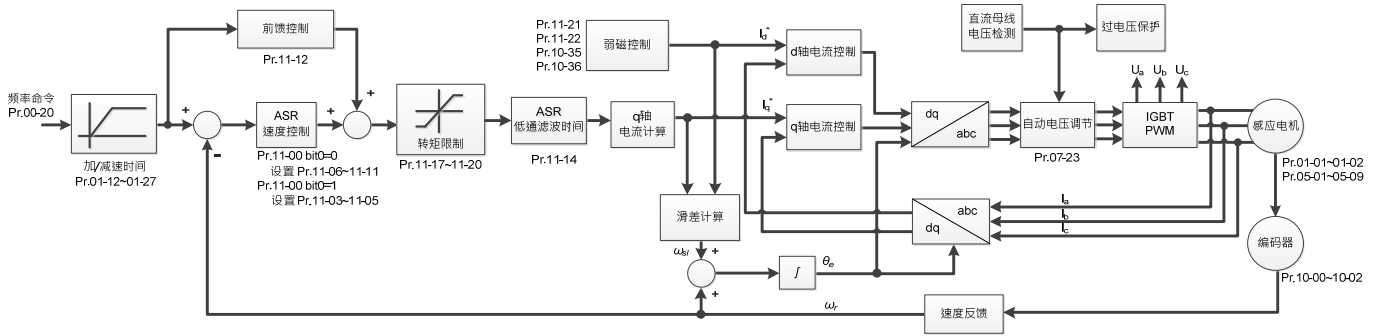 前馈控制
Pr.11-12
频率命令
Pr.00-20
加/减速时间
Pr.01-12~01-27
+
-
ASR
速度控制
Pr.11-00 bit0=0
设置 Pr.11-06~11-11
Pr.11-00 bit0=1
设置 Pr.11-03~11-05
+
+
转矩限制
Pr.11-17~11-20
ASR
低通滤波时间
Pr.11-14
Pr.11-21
Pr.11-22
Pr.10-35
Pr.10-36
弱磁控制
q轴
电流计算
Id*
d轴电流控制
Iq*
q轴电流控制
dq
abc
直流母线
电压检测
过电压保护
自动电压调节
Pr.07-23
Ua
Ub
Uc
IGBT
PWM
感应电机
Pr.01-01~01-02
Pr.05-01~05-09
滑差计算
ωsl
+
+
∫
θe
abc
dq
Ia
Ib
Ic
编码器
Pr.10-00~10-02
ωr
速度反馈